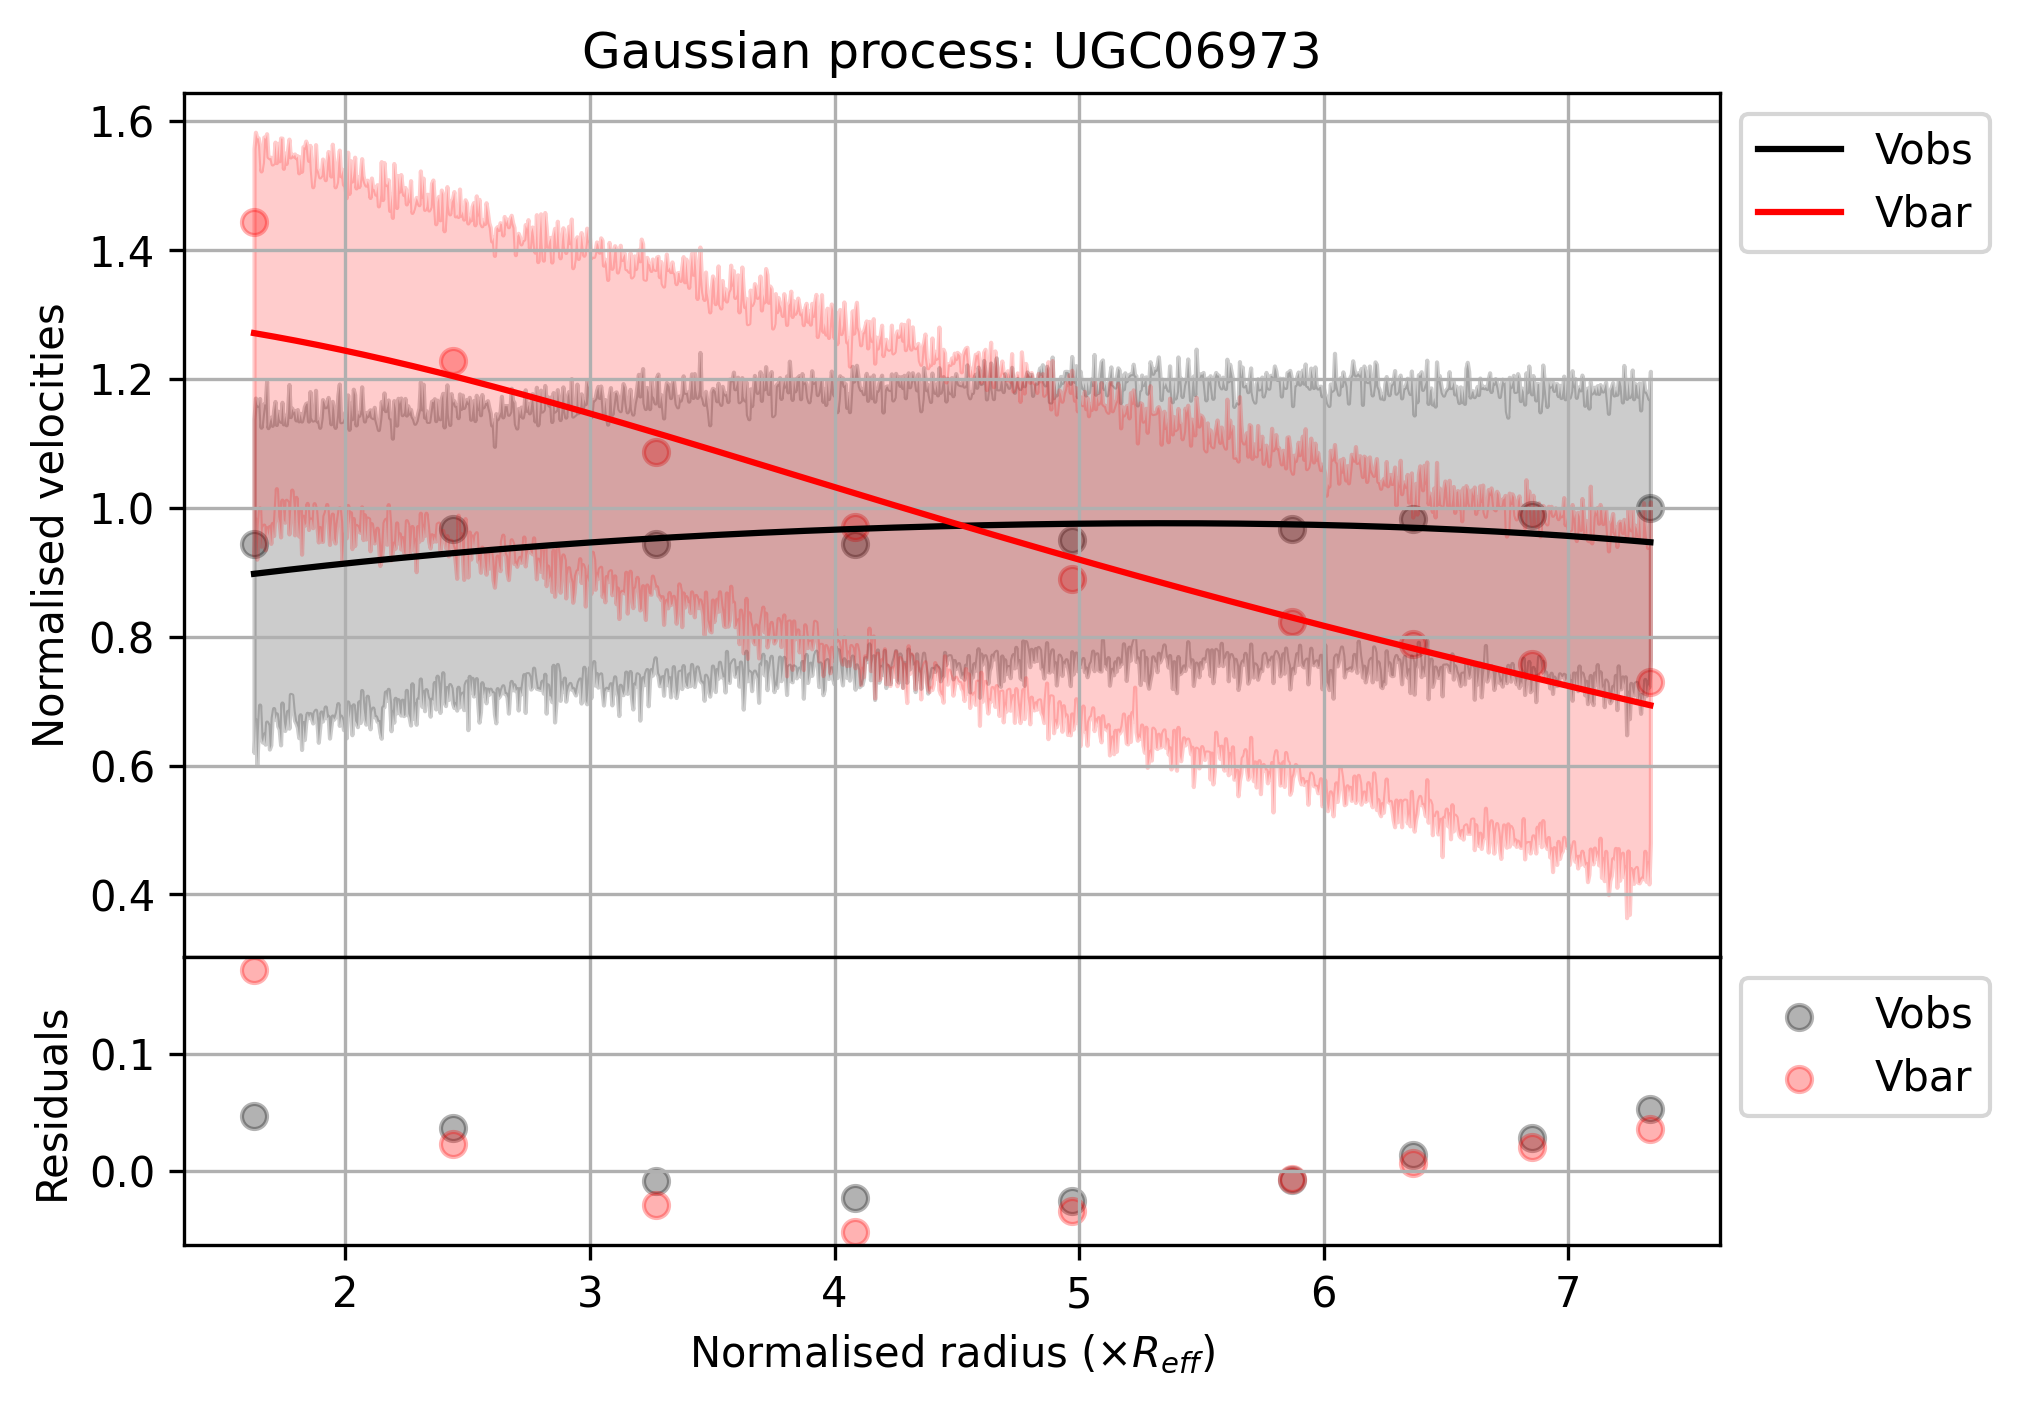 Gaussian process: UGC06973
Normalised velocities
1.6
1.4
1.2
1.0
0.8
0.6
0.4
Vobs
Vbar
Residuals
0.1
0.0
Vobs
Vbar
2 3 4 5 6 7
Normalised radius (×R_eff)